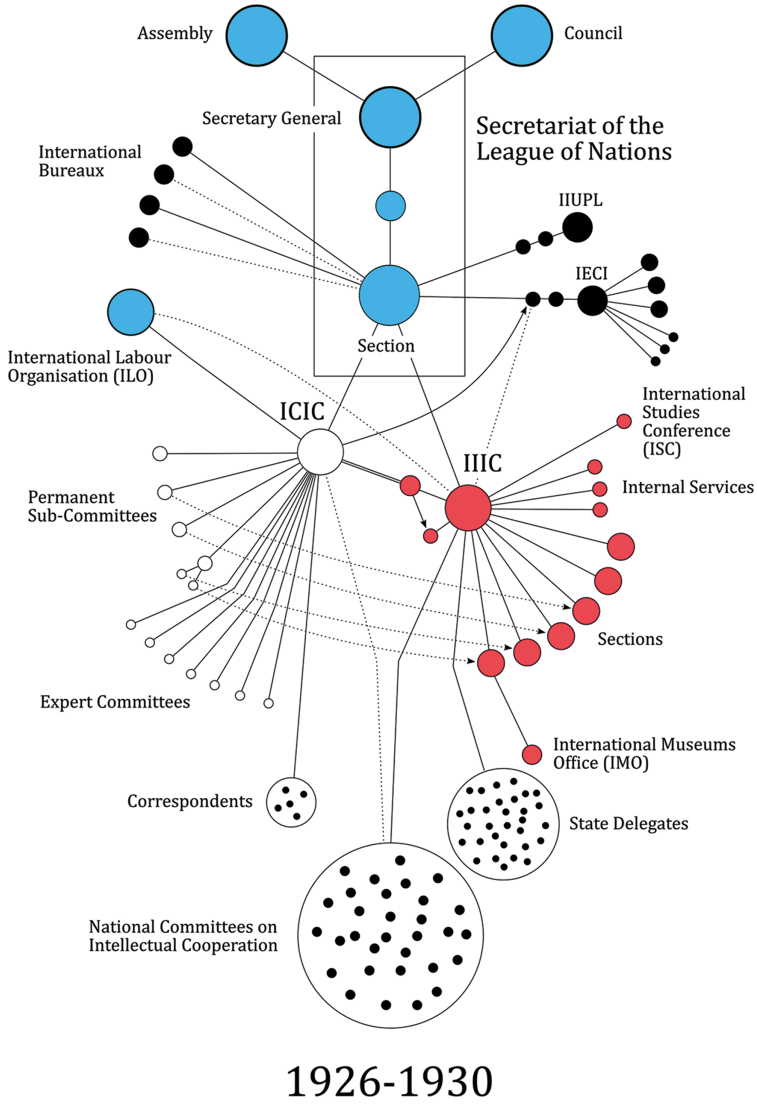 Assembly
Council
Secretary General
Secretariat of the
League of Nations
International
Bureaux
IIUPL
IECI
Section
International Labour
Organisation (ILO)
ICIC
International
Studies
Conference
(ISC)
IIIC
Internal Services
Permanent
Sub-Committees
Sections
Expert Committees
International Museums
Office (IMO)
Correspondents
State Delegates
National Committees on
Intellectual Cooperation
1926-1930